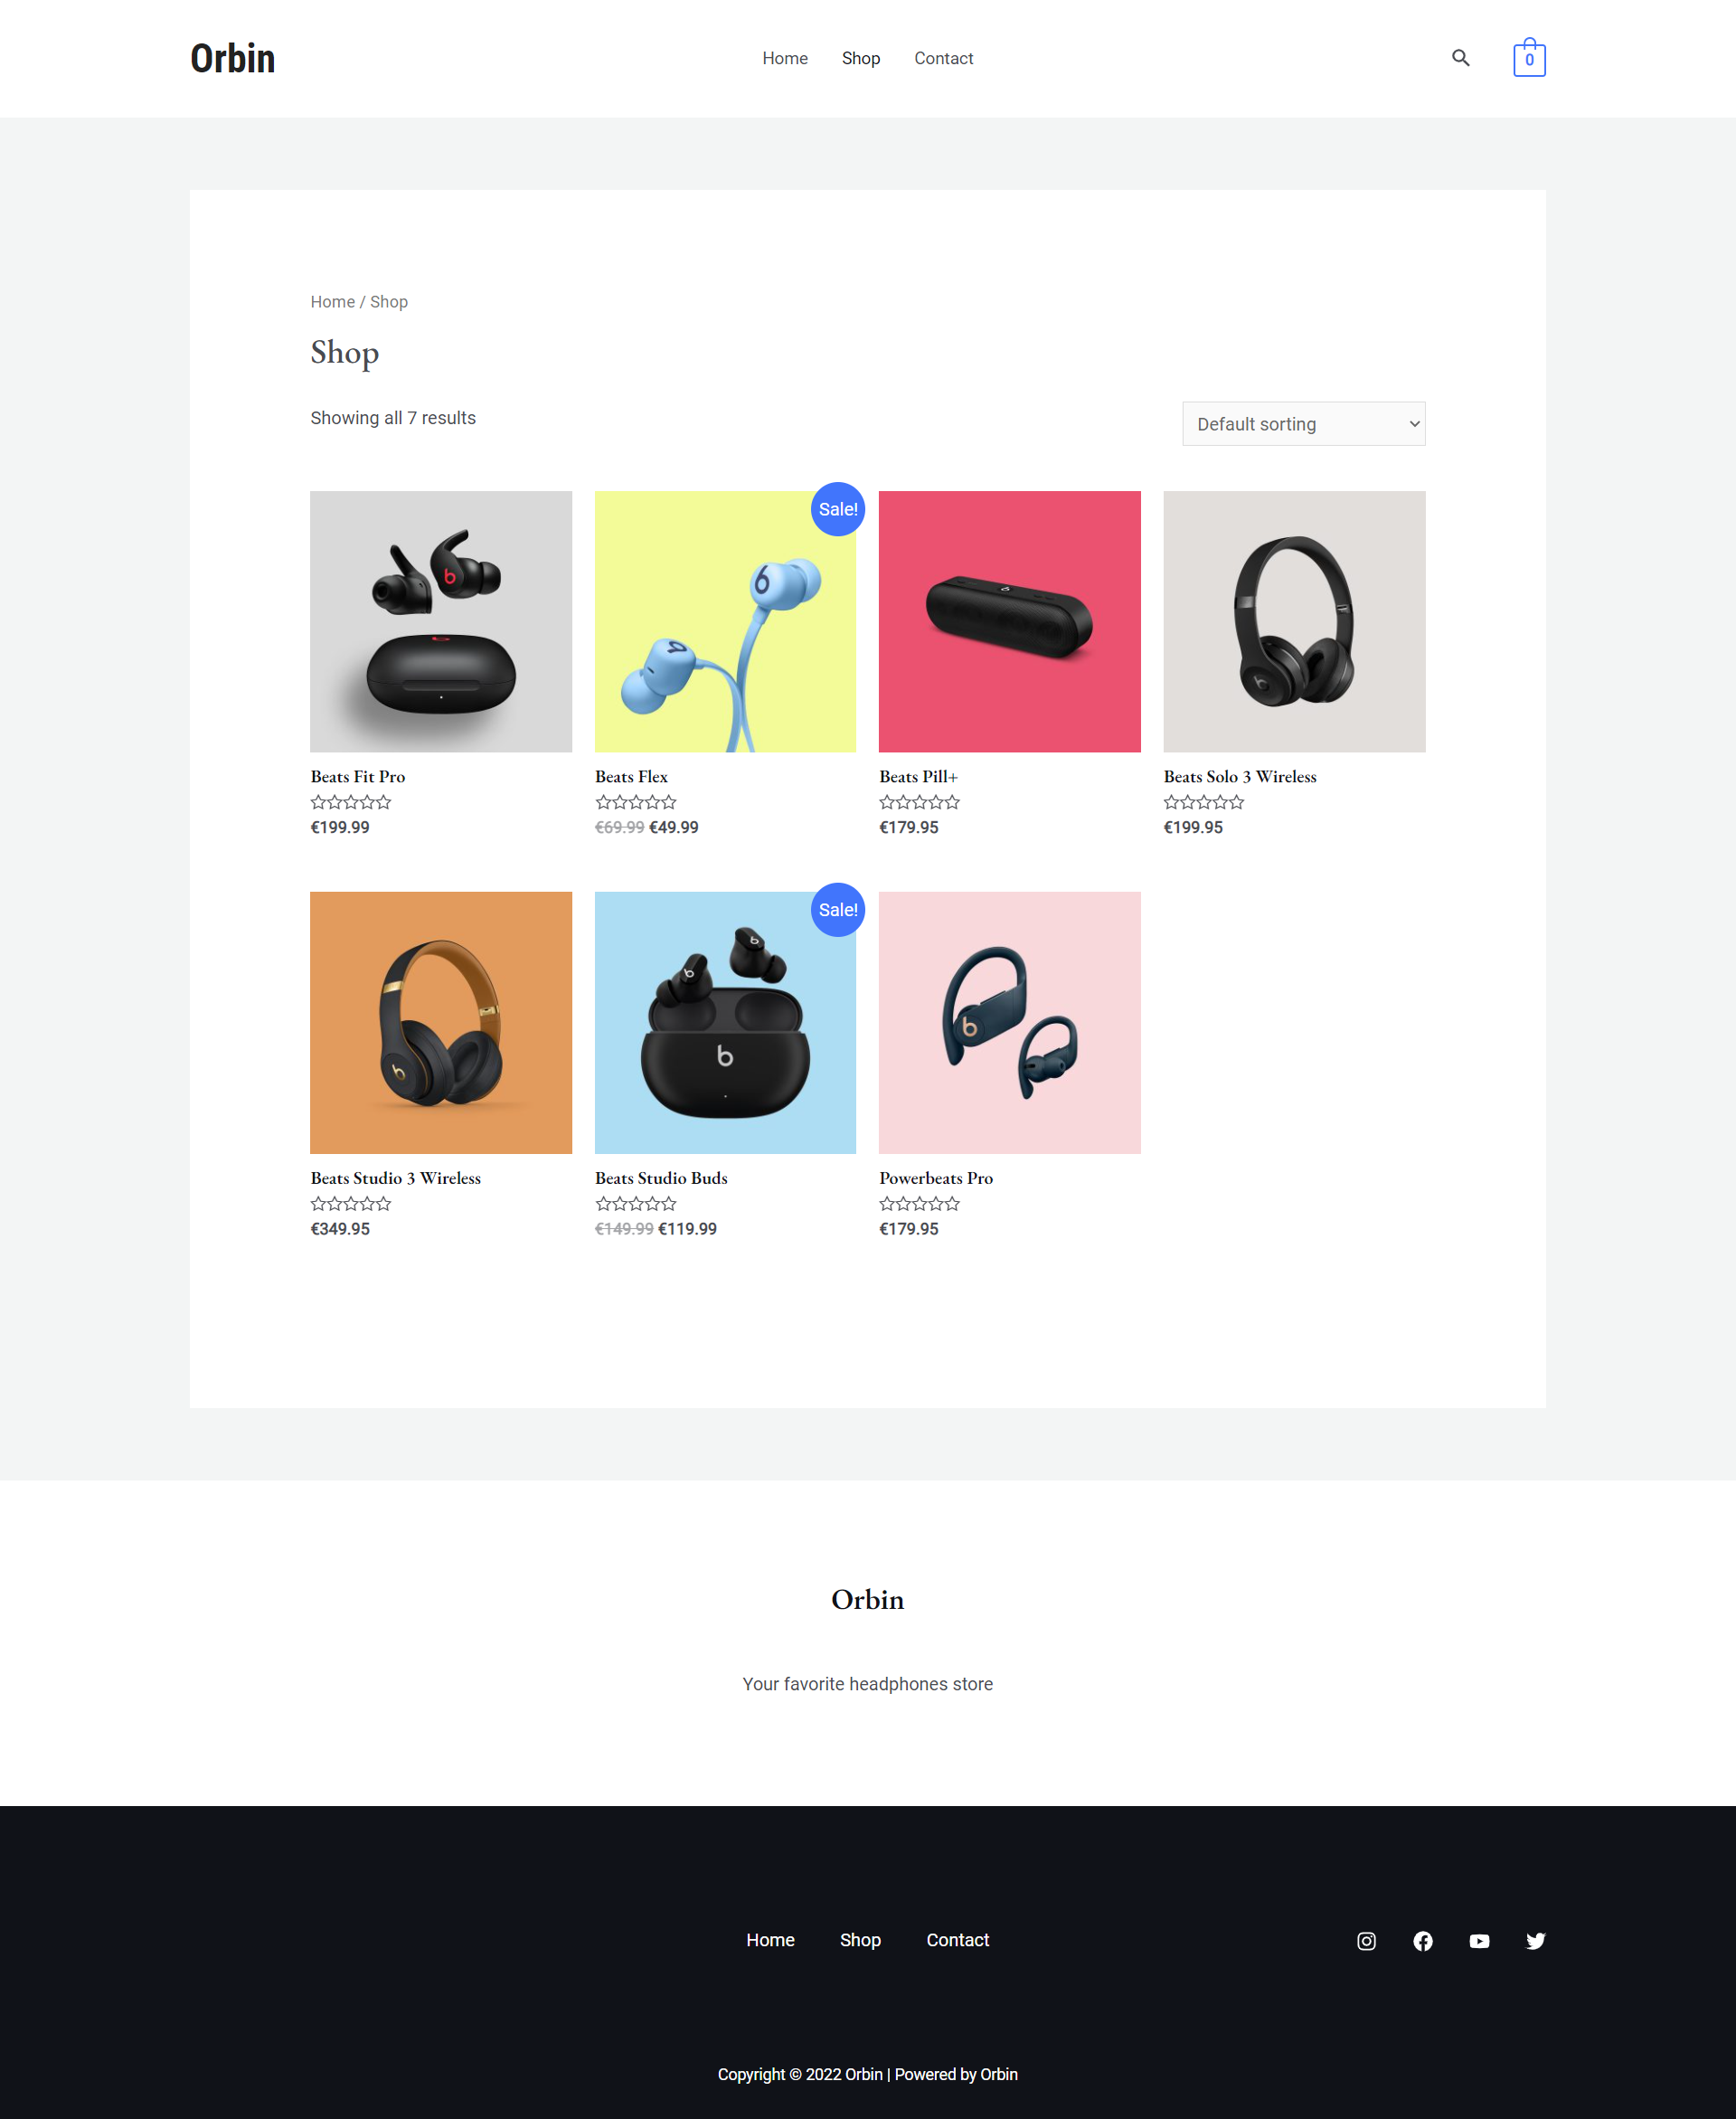 Orbin
Home
Shop
Contact
0
Home / Shop
Shop
Showing all 7 results
Default sorting
Beats Fit Pro
€199.99
Sale!
Beats Flex
€69.99 €49.99
Beats Pill+
€179.95
Beats Solo 3 Wireless
€199.95
Beats Studio 3 Wireless
€349.95
Sale!
Beats Studio Buds
€149.99 €119.99
Powerbeats Pro
€179.95
Orbin
Your favorite headphones store
Home
Shop
Contact
Copyright © 2022 Orbin | Powered by Orbin